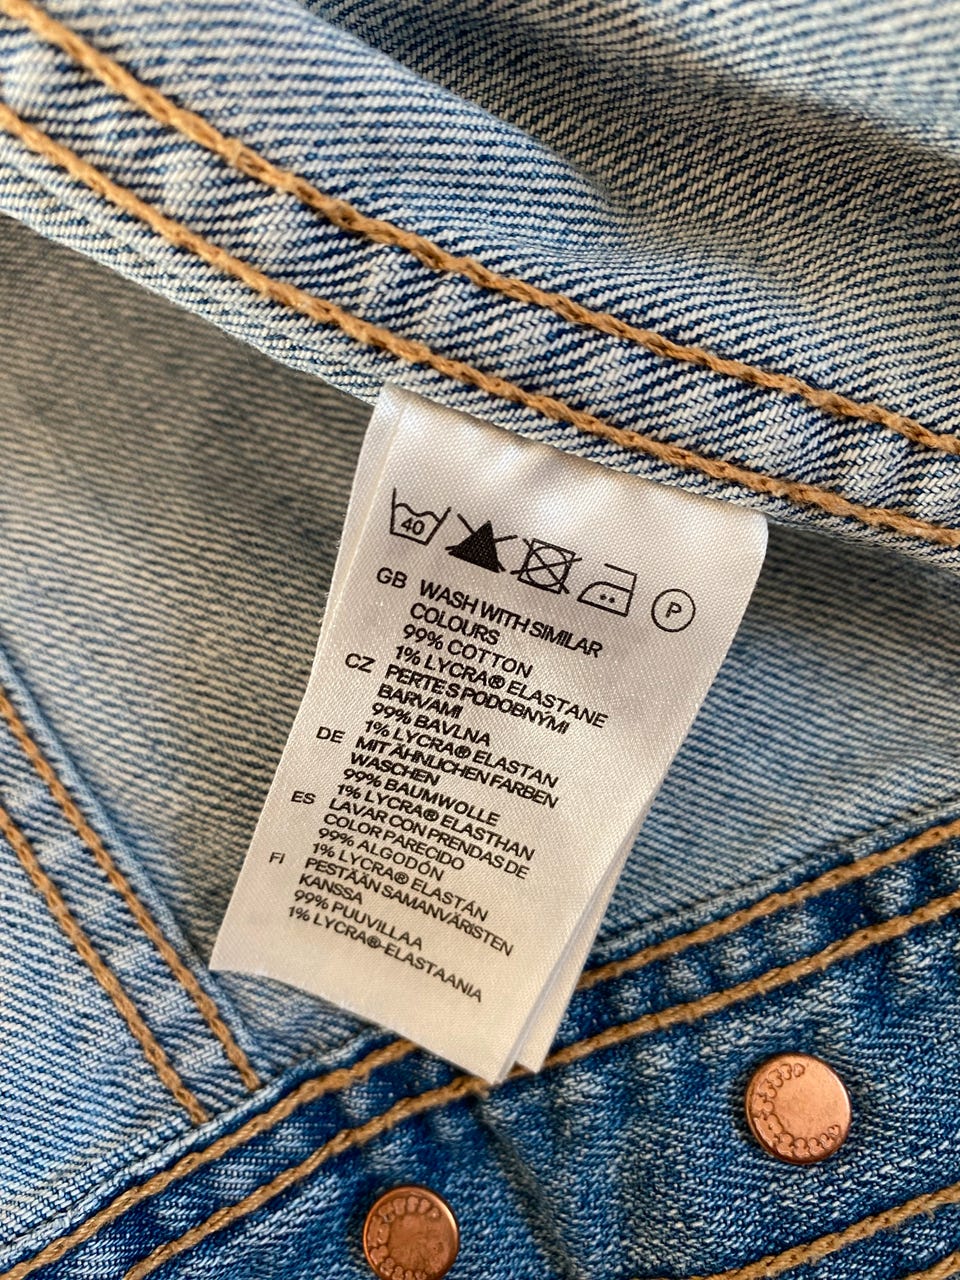 40
P
GB WASH WITH SIMILAR
COLOURS
99% COTTON
1% LYCRA® ELASTANE
CZ PERTE S PODOBNÝMI
BARVAMI
99% BAVLNA
1% LYCRA® ELASTAN
DE MIT ÄHNLICHEN FARBEN
WASCHEN
99% BAUMWOLLE
1% LYCRA® ELASTHAN
ES LAVAR CON PRENDAS DE
COLOR PARECIDO
99% ALGODÓN
1% LYCRA® ELASTÁN
FI PESTÄÄN SAMANVÄRISTEN
KANSSA
99% PUUVILLAA
1% LYCRA®-ELASTAANIA